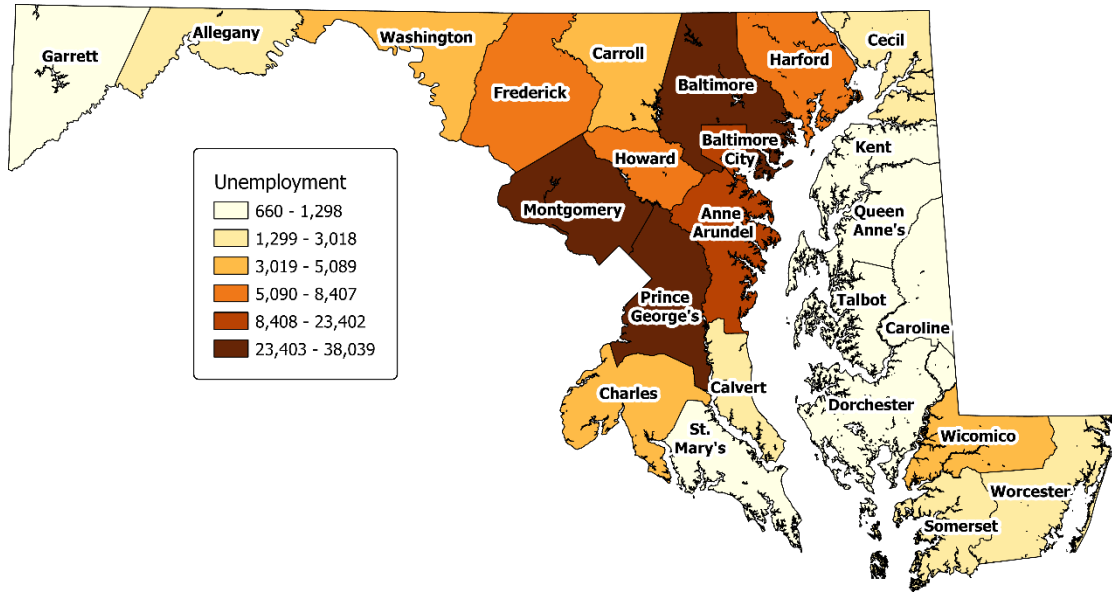 Garrett
Allegany
Washington
Frederick
Carroll
Baltimore
Harford
Cecil
Baltimore
City
Howard
Kent
Montgomery
Anne
Arundel
Queen
Anne's
Prince
George's
Talbot
Caroline
Charles
Calvert
Dorchester
St.
Mary's
Wicomico
Worcester
Somerset
Unemployment
660 - 1,298
1,299 - 3,018
3,019 - 5,089
5,090 - 8,407
8,408 - 23,402
23,403 - 38,039